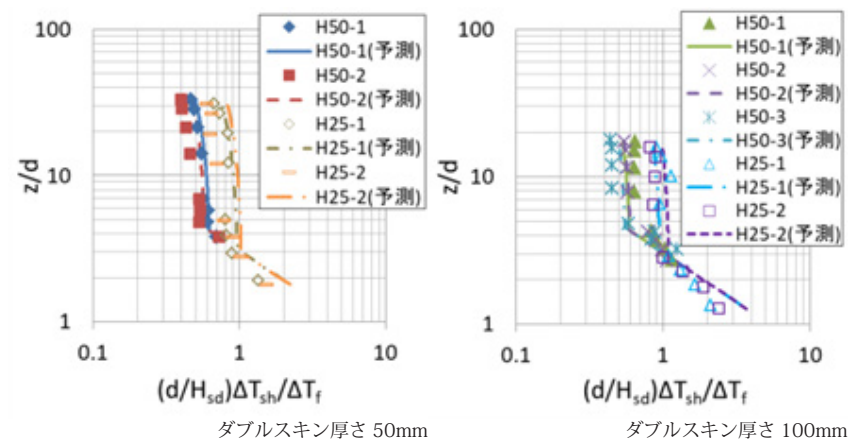 100
10
1
z/d
0.1
1
10
(d/Hsd)ΔTsh/ΔTf
H50-1
H50-1(予測)
H50-2
H50-2(予測)
H25-1
H25-1(予測)
H25-2
H25-2(予測)
ダブルスキン厚さ 50mm
100
10
1
z/d
0.1
1
10
(d/Hsd)ΔTsh/ΔTf
H50-1
H50-1(予測)
H50-2
H50-2(予測)
H50-3
H50-3(予測)
H25-1
H25-1(予測)
H25-2
H25-2(予測)
ダブルスキン厚さ 100mm